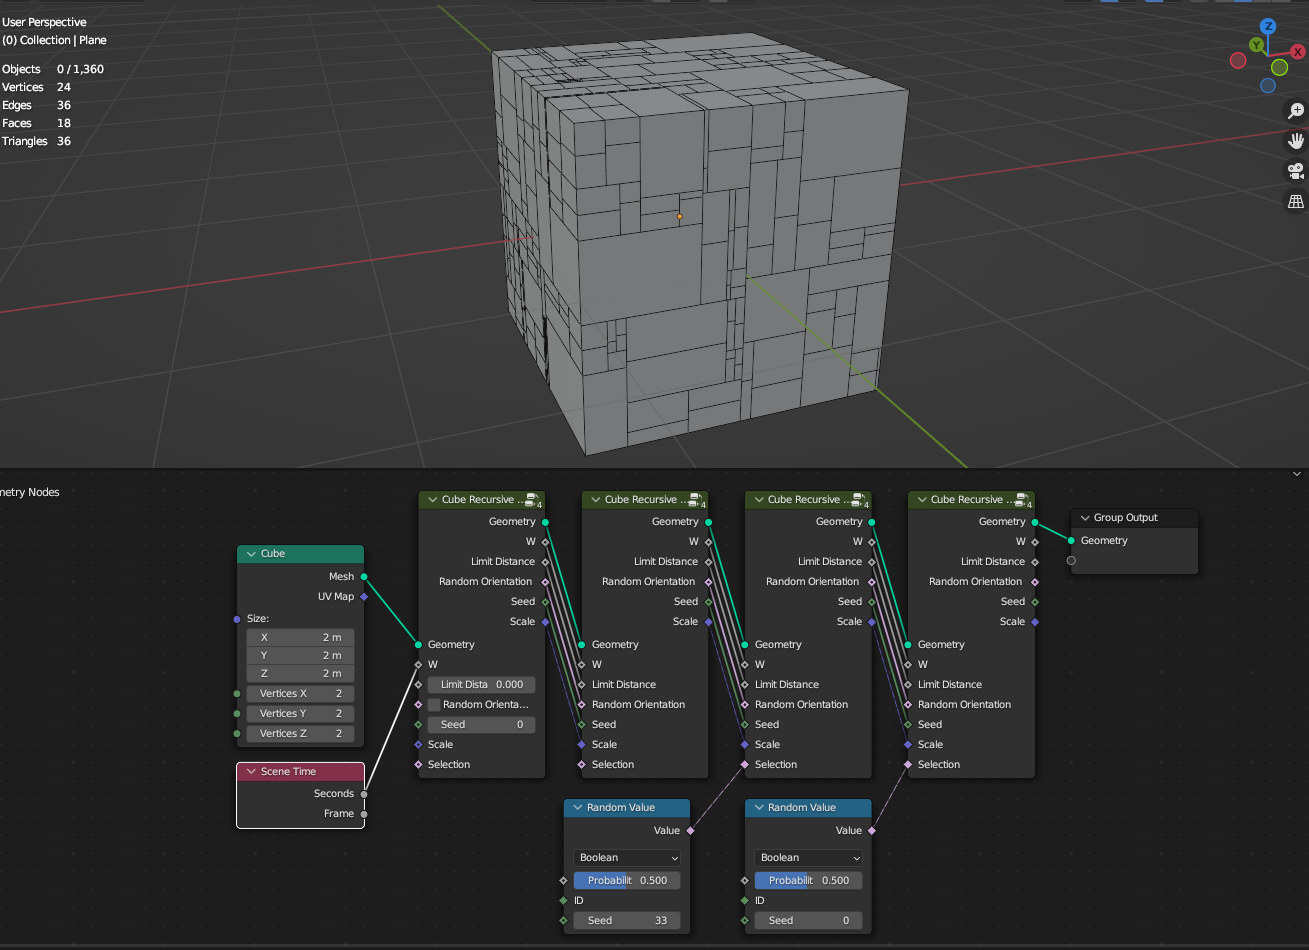 User Perspective
(0) Collection | Plane
Objects 0 / 1,360
Vertices 24
Edges 36
Faces 18
Triangles 36
Z
Y
X
metry Nodes
Cube
Mesh
UV Map
Size:
X 2 m
Y 2 m
Z 2 m
Vertices X 2
Vertices Y 2
Vertices Z 2
Scene Time
Seconds
Frame
Cube Recursive ... 4
Geometry
W
Limit Distance
Random Orientation
Seed
Scale
Geometry
W
Limit Dista 0.000
Random Orienta...
Seed 0
Scale
Selection
Cube Recursive ... 4
Geometry
W
Limit Distance
Random Orientation
Seed
Scale
Geometry
W
Limit Distance
Random Orientation
Seed
Scale
Selection
Cube Recursive ... 4
Geometry
W
Limit Distance
Random Orientation
Seed
Scale
Geometry
W
Limit Distance
Random Orientation
Seed
Scale
Selection
Cube Recursive ... 4
Geometry
W
Limit Distance
Random Orientation
Seed
Scale
Geometry
W
Limit Distance
Random Orientation
Seed
Scale
Selection
Group Output
Geometry
Random Value
Value
Boolean
Probabilit 0.500
ID
Seed 33
Random Value
Value
Boolean
Probabilit 0.500
ID
Seed 0